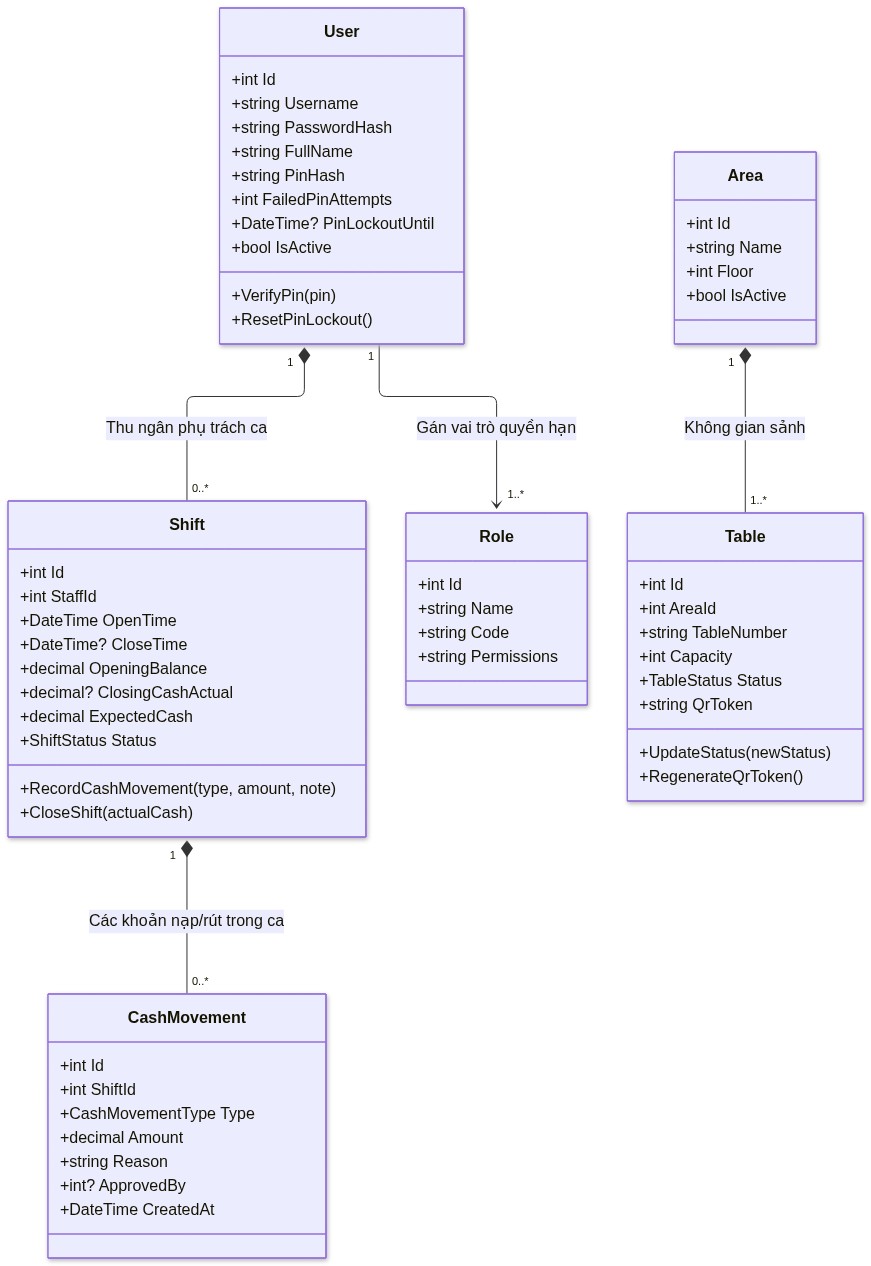 User
+int Id
+string Username
+string PasswordHash
+string FullName
+string PinHash
+int FailedPinAttempts
+DateTime? PinLockoutUntil
+bool IsActive
+VerifyPin(pin)
+ResetPinLockout()
Area
+int Id
+string Name
+int Floor
+bool IsActive
1
1
1
Thu ngân phụ trách ca
Gán vai trò quyền hạn
Không gian sảnh
0..*
1..*
1..*
Shift
+int Id
+int StaffId
+DateTime OpenTime
+DateTime? CloseTime
+decimal OpeningBalance
+decimal? ClosingCashActual
+decimal ExpectedCash
+ShiftStatus Status
+RecordCashMovement(type, amount, note)
+CloseShift(actualCash)
Role
+int Id
+string Name
+string Code
+string Permissions
Table
+int Id
+int AreaId
+string TableNumber
+int Capacity
+TableStatus Status
+string QrToken
+UpdateStatus(newStatus)
+RegenerateQrToken()
1
Các khoản nạp/rút trong ca
0..*
CashMovement
+int Id
+int ShiftId
+CashMovementType Type
+decimal Amount
+string Reason
+int? ApprovedBy
+DateTime CreatedAt